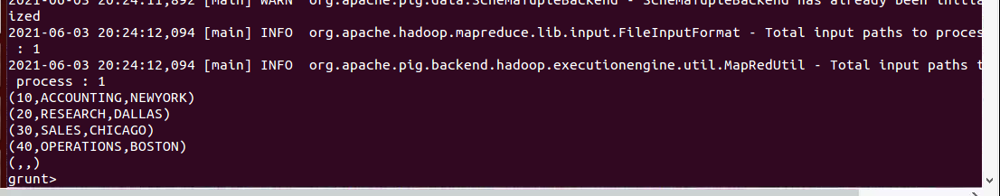 2021-06-03 20:24:11,892 [main] WARN  org.apache.pig.data.SchemaTupleBackend - SchemaTupleBackend has already been initia
ized
2021-06-03 20:24:12,094 [main] INFO  org.apache.hadoop.mapreduce.lib.input.FileInputFormat - Total input paths to proces
 : 1
2021-06-03 20:24:12,094 [main] INFO  org.apache.pig.backend.hadoop.executionengine.util.MapRedUtil - Total input paths t
 process : 1
(10,ACCOUNTING,NEWYORK)
(20,RESEARCH,DALLAS)
(30,SALES,CHICAGO)
(40,OPERATIONS,BOSTON)
(,,)
grunt>